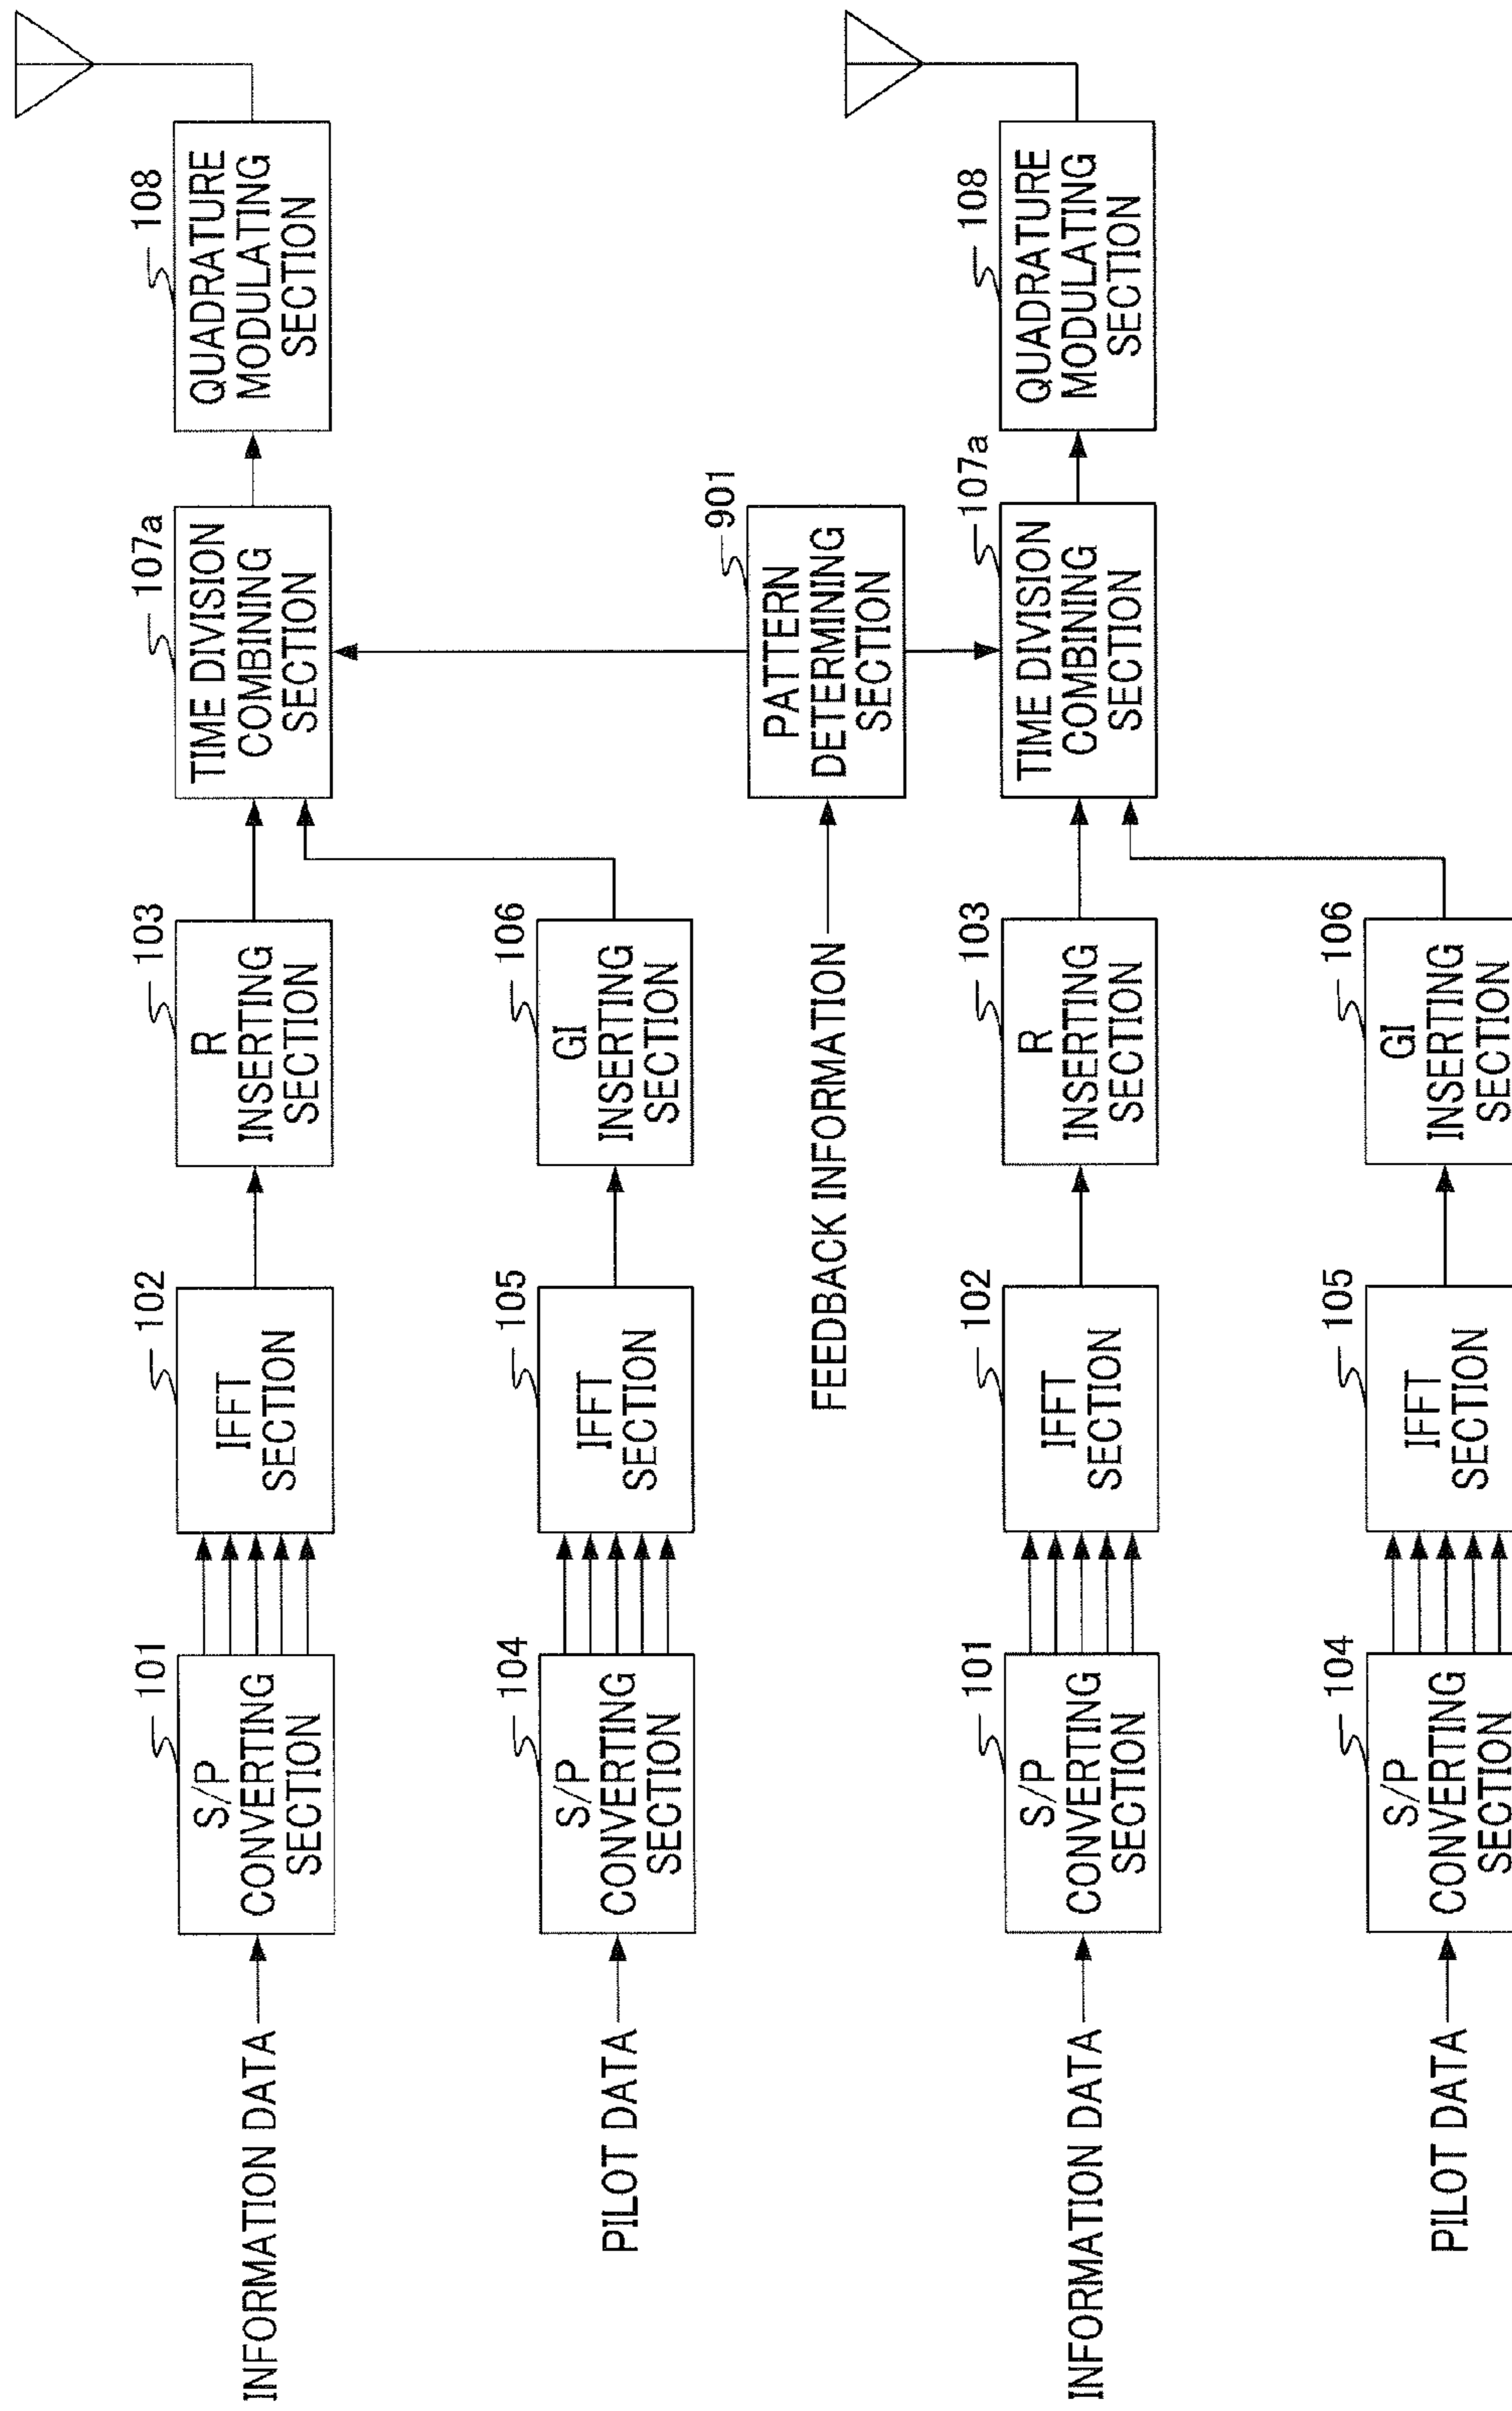 INFORMATION DATA
101
S/P
CONVERTING
SECTION
102
IFFT
SECTION
103
R
INSERTING
SECTION
107a
TIME DIVISION
COMBINING
SECTION
108
QUADRATURE
MODULATING
SECTION
PILOT DATA
104
S/P
CONVERTING
SECTION
105
IFFT
SECTION
106
GI
INSERTING
SECTION
FEEDBACK INFORMATION
901
PATTERN
DETERMINING
SECTION
INFORMATION DATA
101
S/P
CONVERTING
SECTION
102
IFFT
SECTION
103
R
INSERTING
SECTION
107a
TIME DIVISION
COMBINING
SECTION
108
QUADRATURE
MODULATING
SECTION
PILOT DATA
104
S/P
CONVERTING
SECTION
105
IFFT
SECTION
106
GI
INSERTING
SECTION